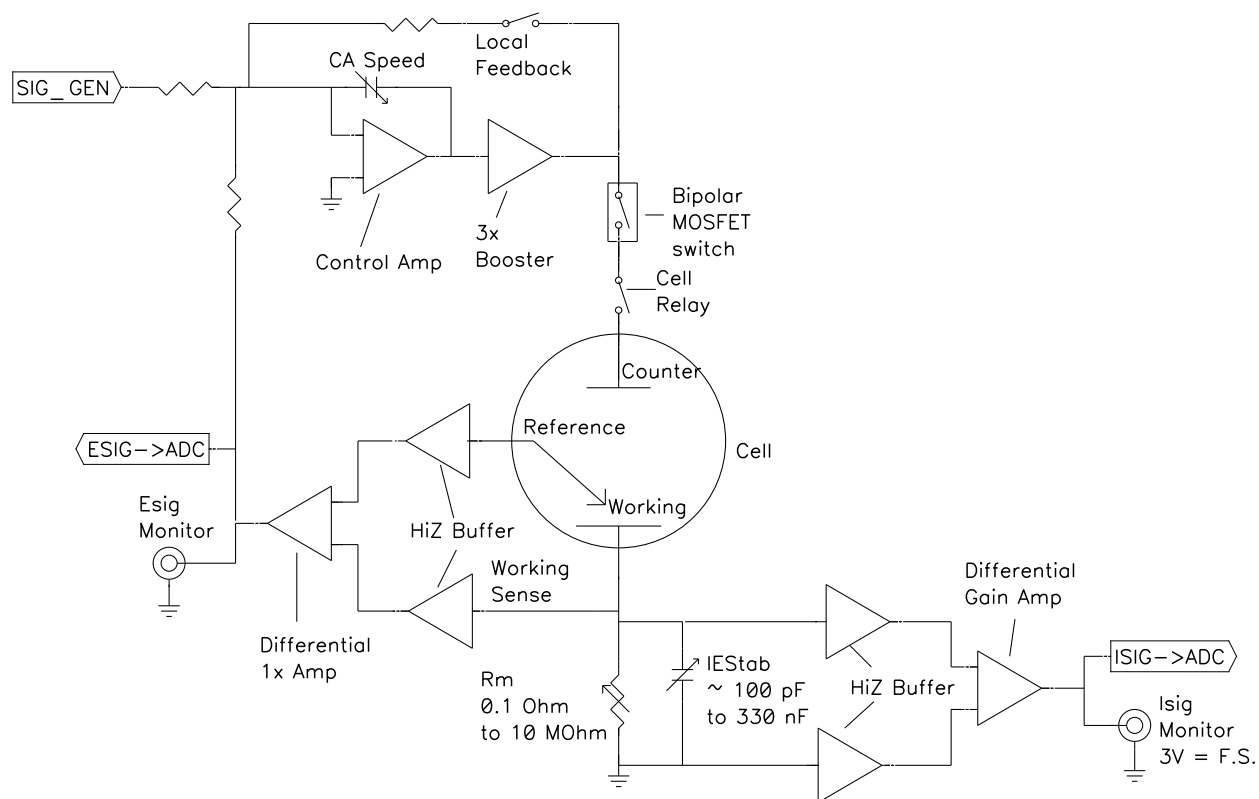 Local
Feedback
CA Speed
SIG_GEN
Bipolar
MOSFET
switch
3x
Booster
Control Amp
Cell
Relay
Counter
Reference
ESIG->ADC
Cell
Working
Esig
Monitor
HiZ Buffer
Working
Sense
Differential
Gain Amp
Differential
1x Amp
ISIG->ADC
IEStab
~ 100 pF
to 330 nF
HiZ Buffer
Rm
0.1 Ohm
to 10 MOhm
Isig
Monitor
3V = F.S.